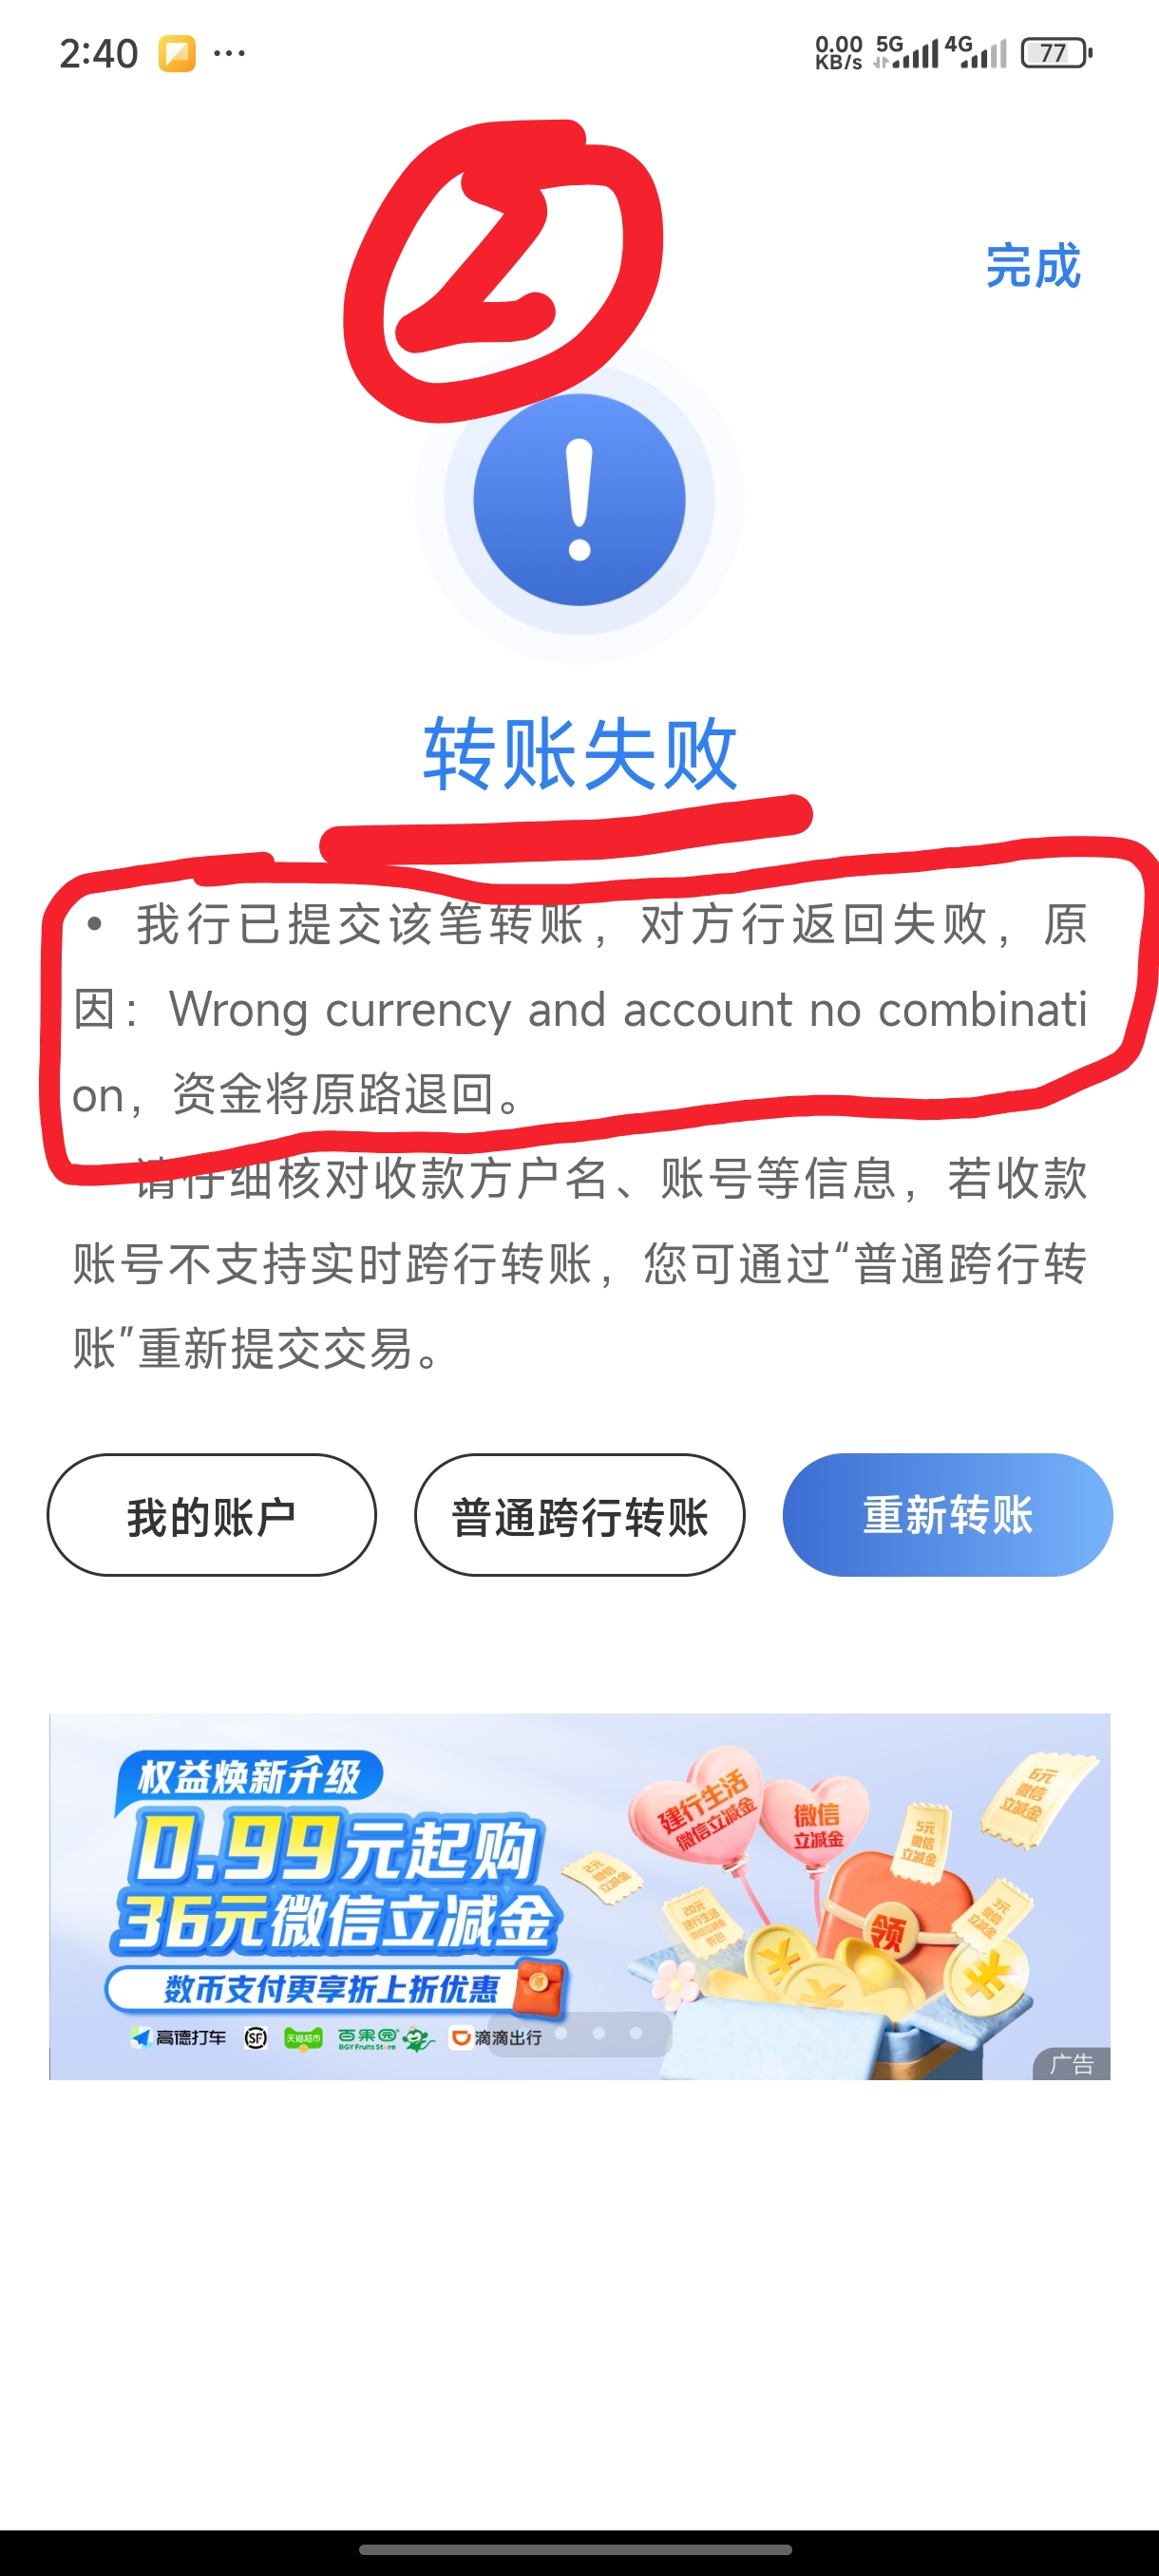 2:40 ... 0.00 KB/s 5G 4G 77
2
完成
转账失败
• 我行已提交该笔转账，对方行返回失败，原
因：Wrong currency and account no combinati
on，资金将原路退回。
请仔细核对收款方户名、账号等信息，若收款
账号不支持实时跨行转账，您可通过“普通跨行转
账”重新提交交易。
我的账户 普通跨行转账 重新转账
权益焕新升级
0.99元起购
36元微信立减金
数币支付更享折上折优惠
高德打车 SF 天猫超市 百果园 BGY Fruits Store 滴滴出行
建行生活
微信立减金
微信
立减金
5元
微信
立减金
6元
微信
立减金
2元
微信
立减金
20元
建行生活
3元
微信
立减金
领
广告